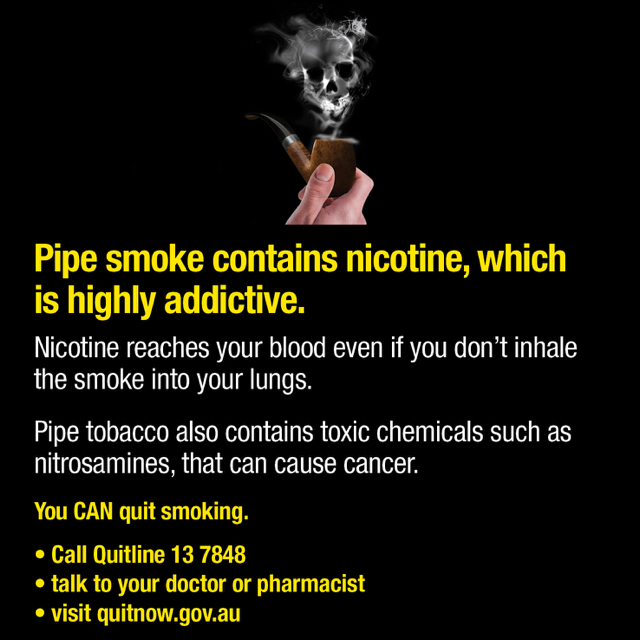 Pipe smoke contains nicotine, which
is highly addictive.
Nicotine reaches your blood even if you don’t inhale
the smoke into your lungs.
Pipe tobacco also contains toxic chemicals such as
nitrosamines, that can cause cancer.
You CAN quit smoking.
• Call Quitline 13 7848
• talk to your doctor or pharmacist
• visit quitnow.gov.au